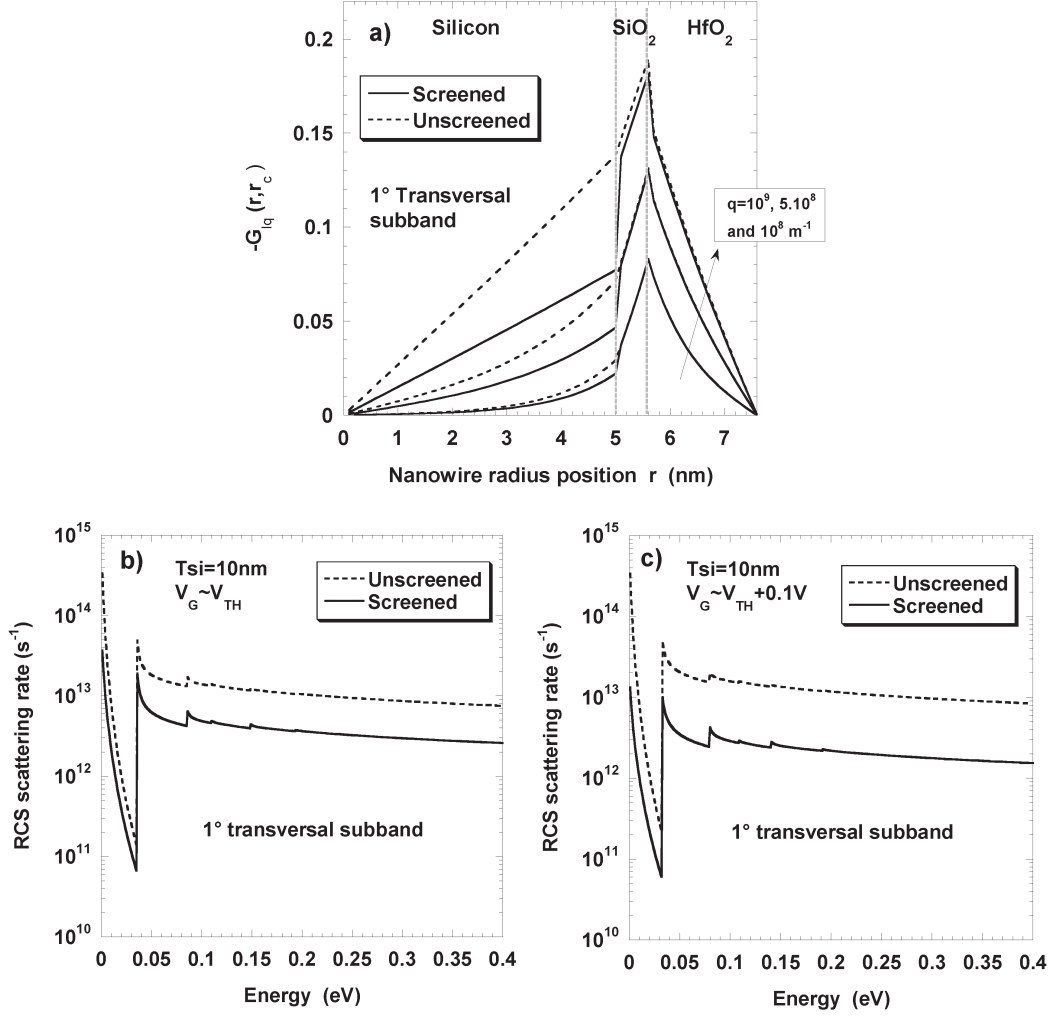 a)
Silicon
SiO2
HfO2
Screened
Unscreened
1° Transversal
subband
q=10^9, 5.10^8
and 10^8 m^-1
-G_lq (r,r_c)
0.2
0.15
0.1
0.05
0
0 1 2 3 4 5 6 7
Nanowire radius position r (nm)
b)
Tsi=10nm
V_G~V_TH
Unscreened
Screened
1° transversal subband
RCS scattering rate (s^-1)
10^15
10^14
10^13
10^12
10^11
10^10
0 0.05 0.1 0.15 0.2 0.25 0.3 0.35 0.4
Energy (eV)
c)
Tsi=10nm
V_G~V_TH+0.1V
Unscreened
Screened
1° transversal subband
RCS scattering rate (s^-1)
10^15
10^14
10^13
10^12
10^11
10^10
0 0.05 0.1 0.15 0.2 0.25 0.3 0.35 0.4
Energy (eV)